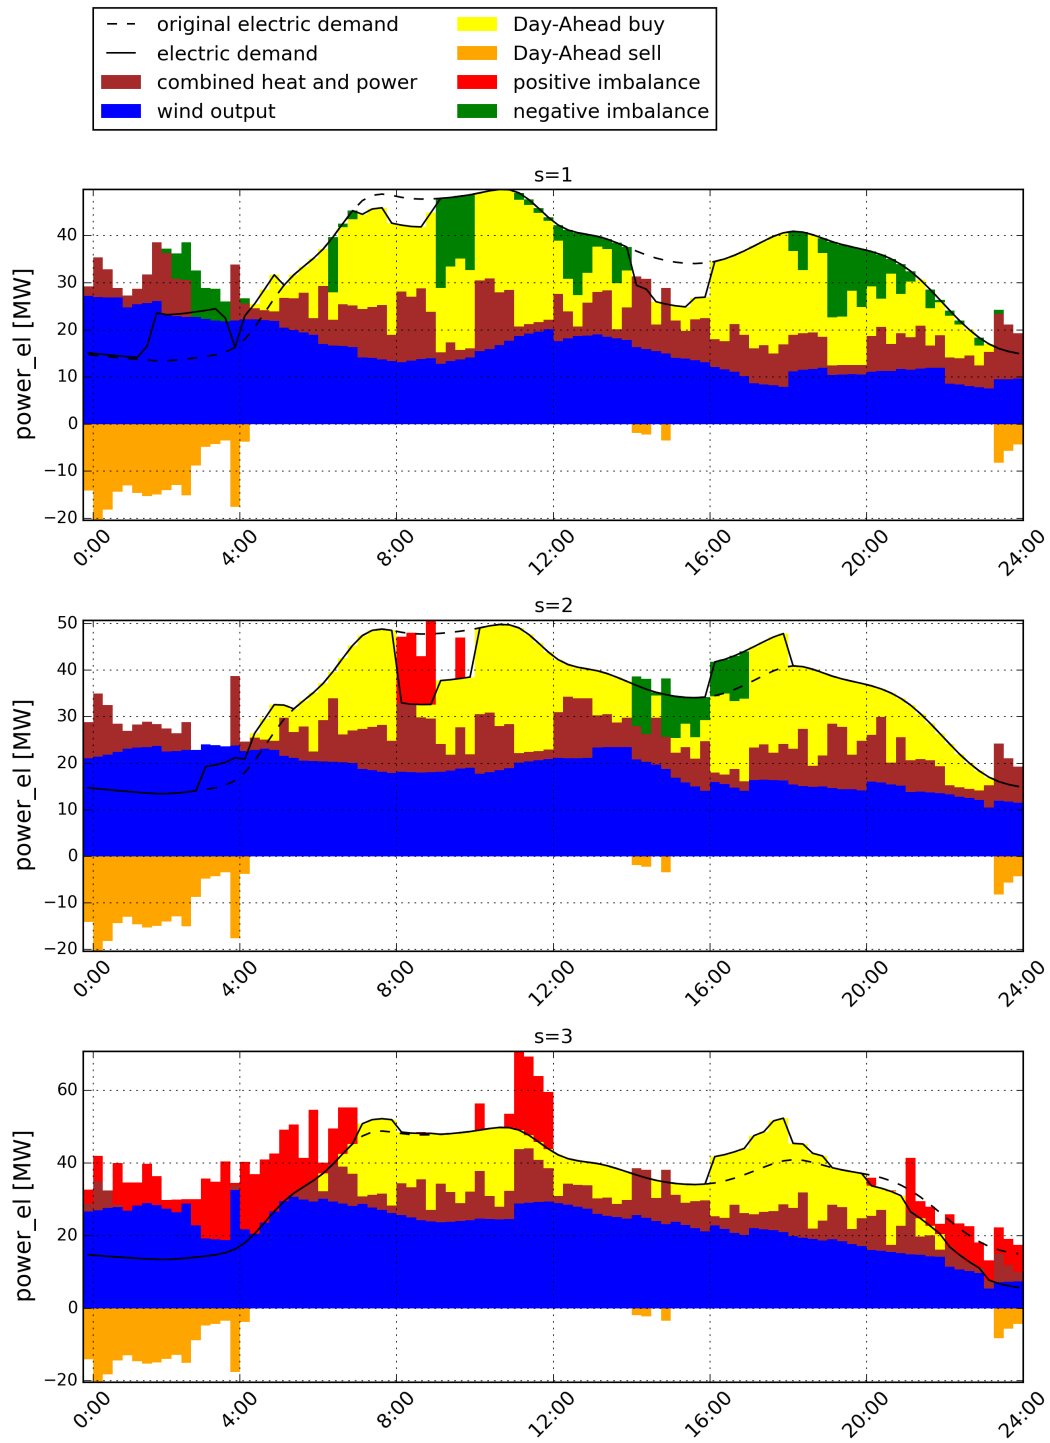 original electric demand
electric demand
combined heat and power
wind output
Day-Ahead buy
Day-Ahead sell
positive imbalance
negative imbalance
s=1
power_el [MW]
40
30
20
10
0
−10
−20
0:00
4:00
8:00
12:00
16:00
20:00
24:00
s=2
power_el [MW]
50
40
30
20
10
0
−10
−20
0:00
4:00
8:00
12:00
16:00
20:00
24:00
s=3
power_el [MW]
60
40
20
0
−20
0:00
4:00
8:00
12:00
16:00
20:00
24:00